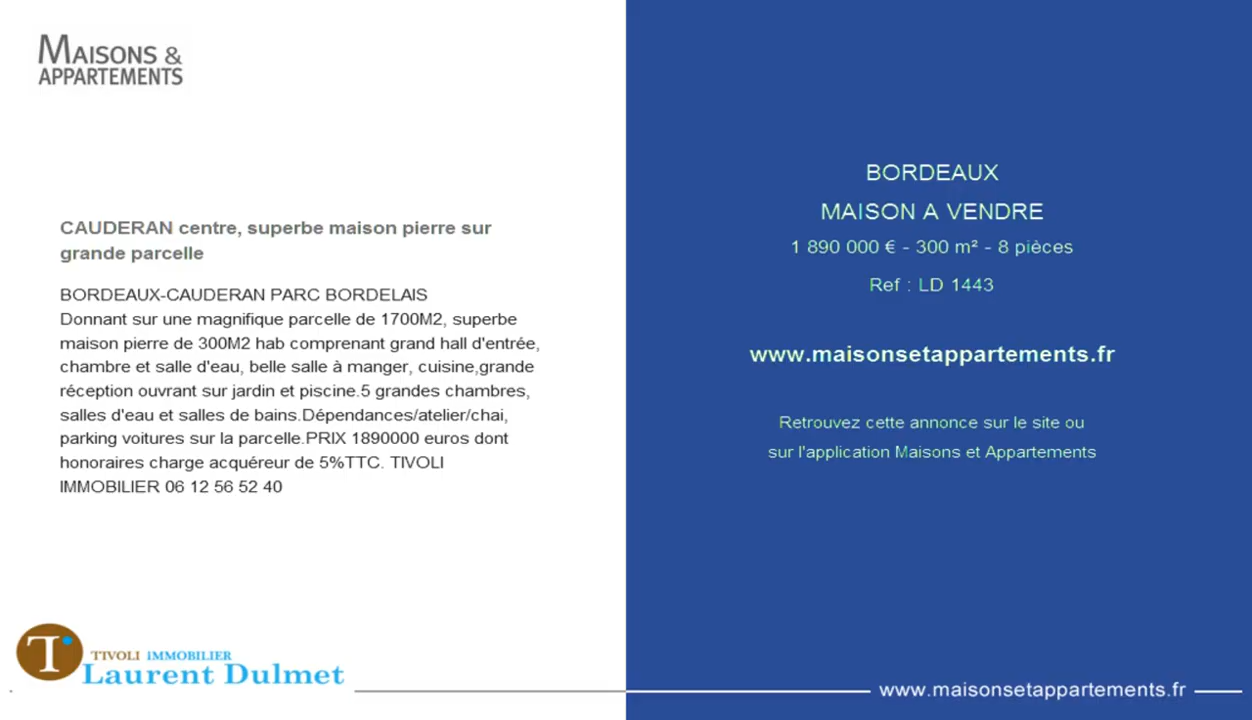 MAISONS &
APPARTEMENTS
CAUDERAN centre, superbe maison pierre sur
grande parcelle
BORDEAUX-CAUDERAN PARC BORDELAIS
Donnant sur une magnifique parcelle de 1700M2, superbe
maison pierre de 300M2 hab comprenant grand hall d'entrée,
chambre et salle d'eau, belle salle à manger, cuisine,grande
réception ouvrant sur jardin et piscine.5 grandes chambres,
salles d'eau et salles de bains.Dépendances/atelier/chai,
parking voitures sur la parcelle.PRIX 1890000 euros dont
honoraires charge acquéreur de 5%TTC. TIVOLI
IMMOBILIER 06 12 56 52 40
T
TIVOLI IMMOBILIER
Laurent Dulmet
BORDEAUX
MAISON A VENDRE
1 890 000 € - 300 m² - 8 pièces
Ref : LD 1443
www.maisonsetappartements.fr
Retrouvez cette annonce sur le site ou
sur l'application Maisons et Appartements
www.maisonsetappartements.fr